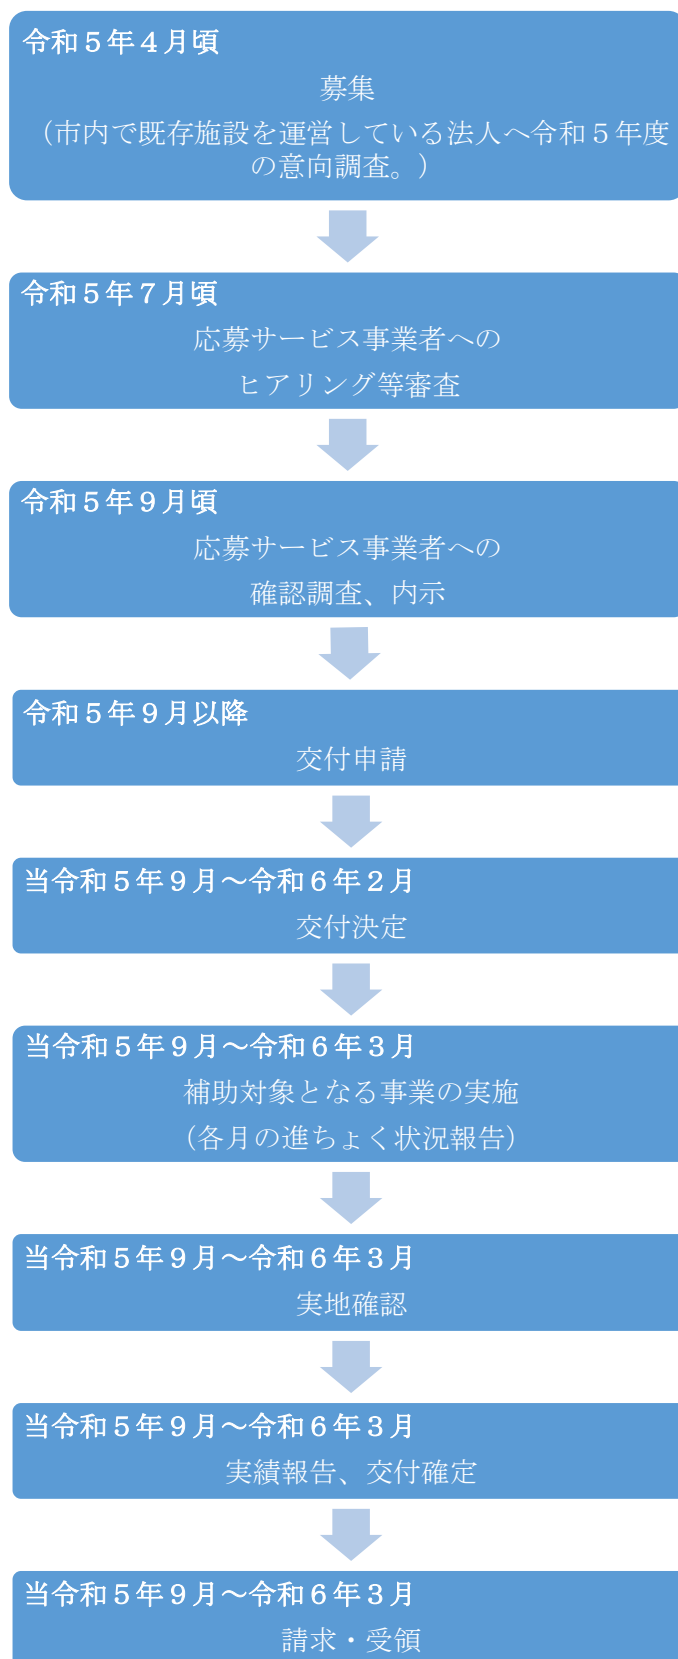 令和５年４月頃
募集
（市内で既存施設を運営している法人へ令和５年度
の意向調査。）
令和５年７月頃
応募サービス事業者への
ヒアリング等審査
令和５年９月頃
応募サービス事業者への
確認調査、内示
令和５年９月以降
交付申請
当令和５年９月～令和６年２月
交付決定
当令和５年９月～令和６年３月
補助対象となる事業の実施
（各月の進ちょく状況報告）
当令和５年９月～令和６年３月
実地確認
当令和５年９月～令和６年３月
実績報告、交付確定
当令和５年９月～令和６年３月
請求・受領